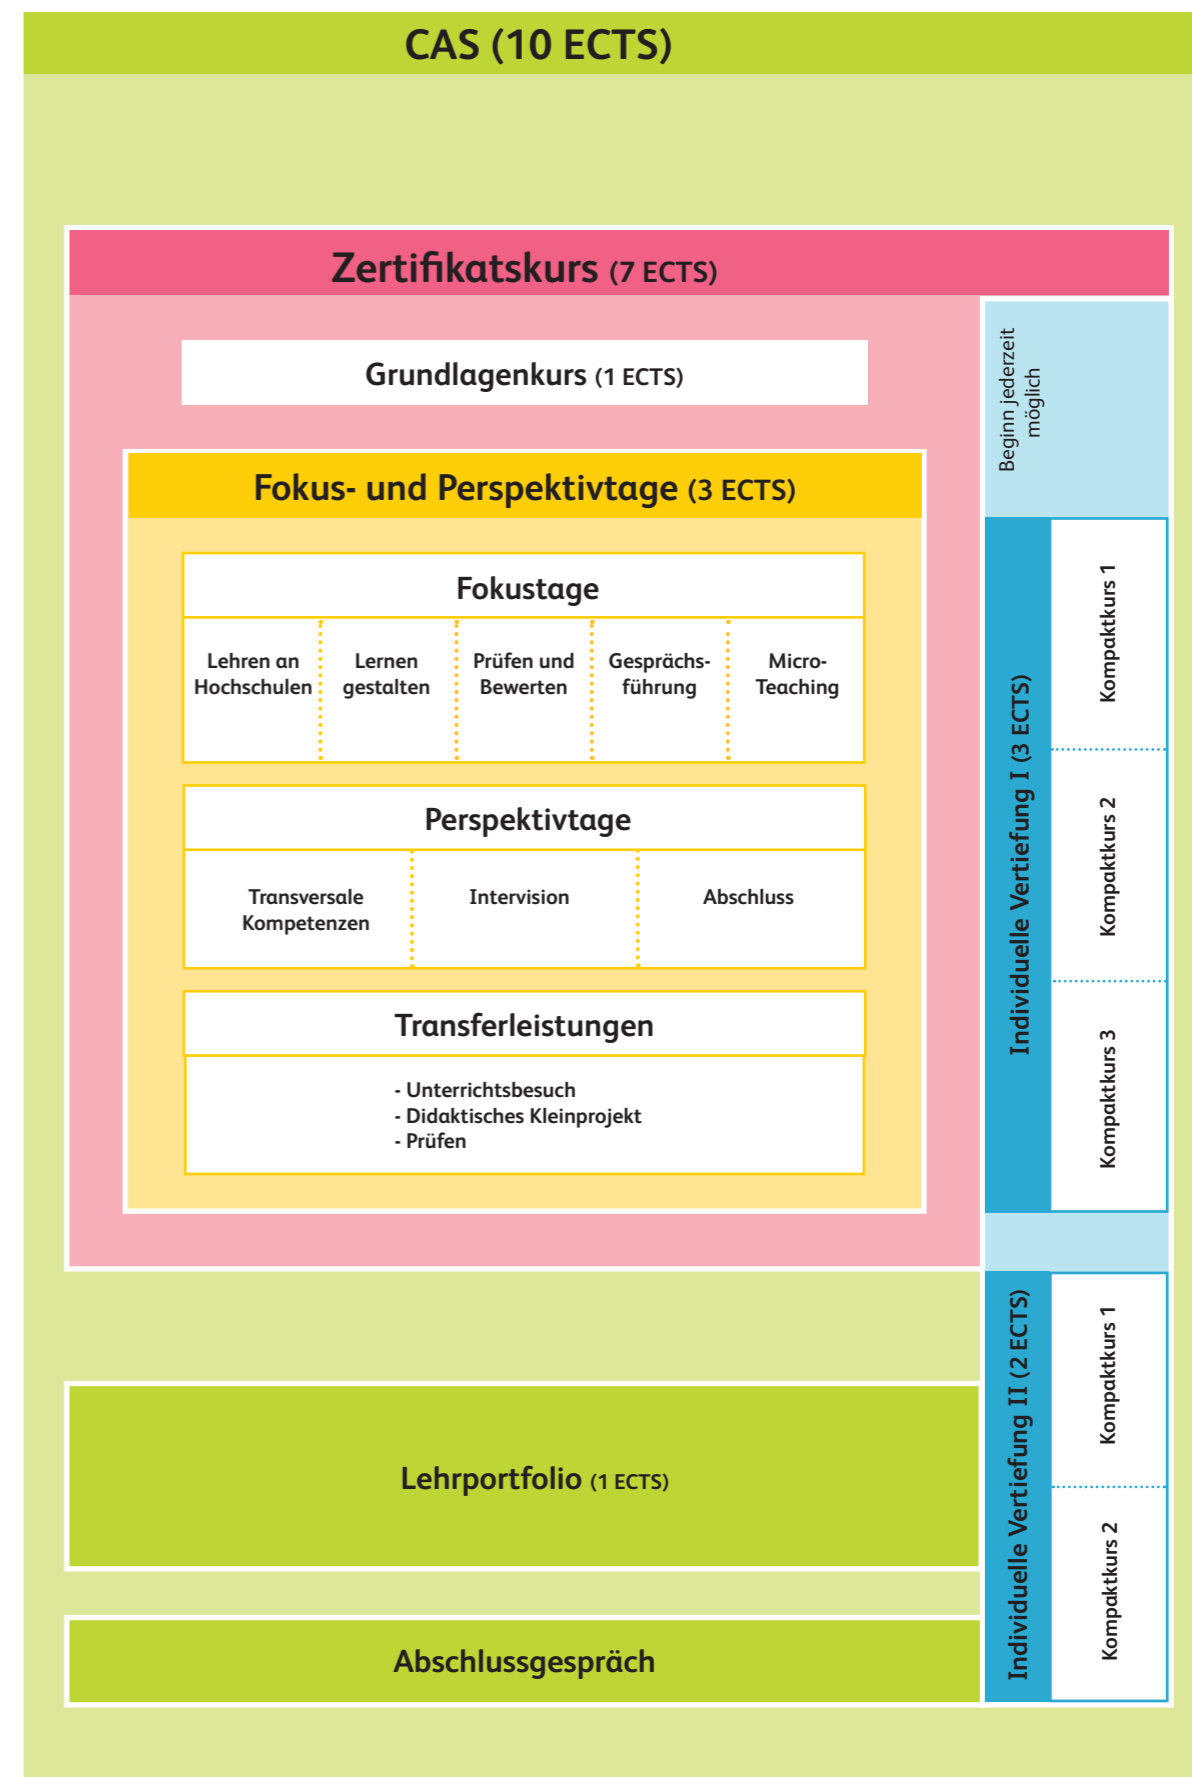 CAS (10 ECTS)
Zertifikatskurs (7 ECTS)
Grundlagenkurs (1 ECTS)
Fokus- und Perspektivtage (3 ECTS)
Fokustage
Lehren an
Hochschulen
Lernen
gestalten
Prüfen und
Bewerten
Gesprächs-
führung
Micro-
Teaching
Perspektivtage
Transversale
Kompetenzen
Intervision
Abschluss
Transferleistungen
- Unterrichtsbesuch
- Didaktisches Kleinprojekt
- Prüfen
Beginn jederzeit
möglich
Individuelle Vertiefung I (3 ECTS)
Kompaktkurs 1
Kompaktkurs 2
Kompaktkurs 3
Lehrportfolio (1 ECTS)
Abschlussgespräch
Individuelle Vertiefung II (2 ECTS)
Kompaktkurs 1
Kompaktkurs 2